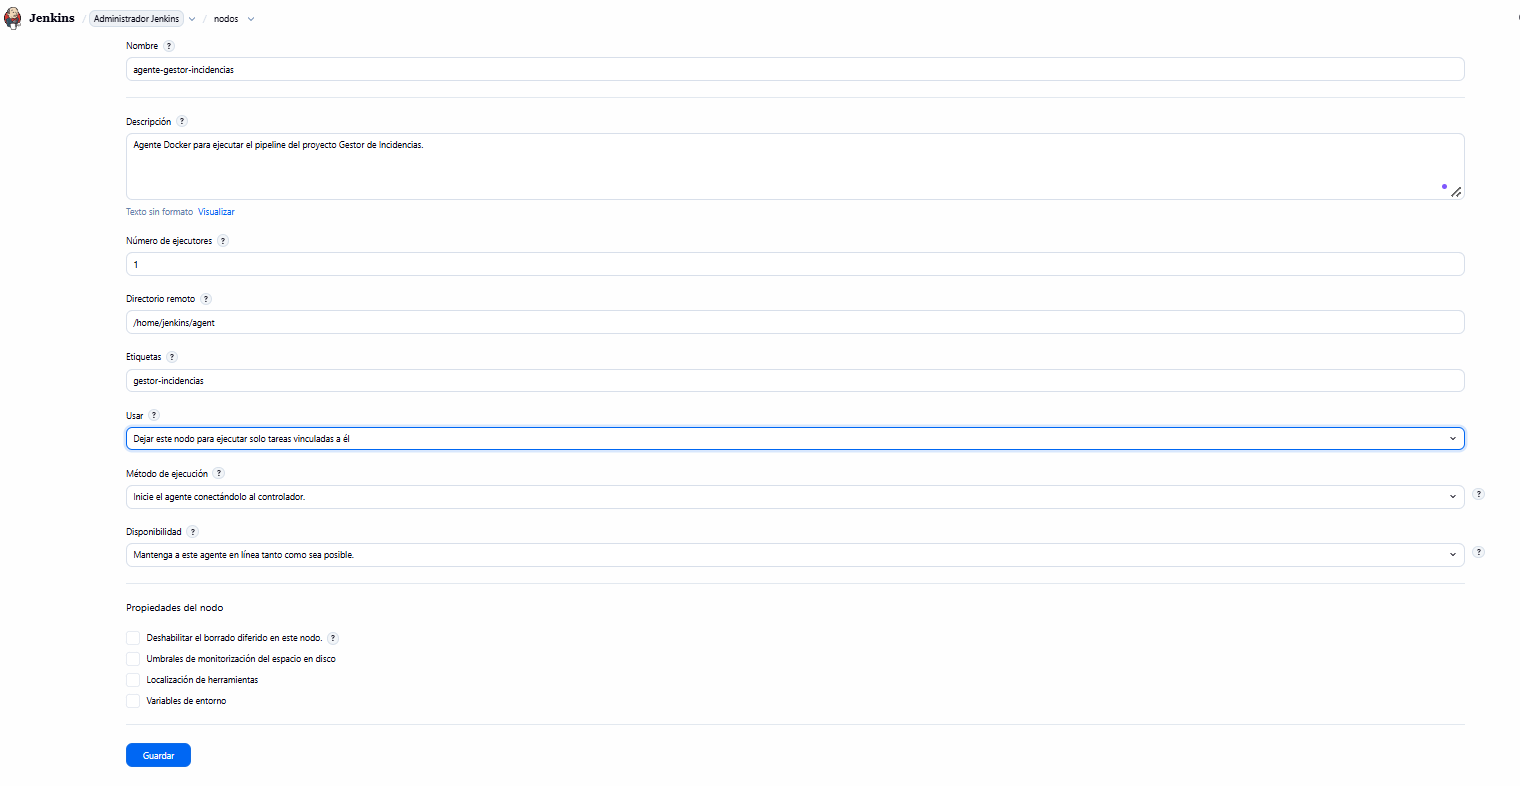 Jenkins / Administrador Jenkins / nodos
Nombre ?
agente-gestor-incidencias
Descripción ?
Agente Docker para ejecutar el pipeline del proyecto Gestor de Incidencias.
Texto sin formato Visualizar
Número de ejecutores ?
1
Directorio remoto ?
/home/jenkins/agent
Etiquetas ?
gestor-incidencias
Usar ?
Dejar este nodo para ejecutar solo tareas vinculadas a él
Método de ejecución ?
Inicie el agente conectándolo al controlador. ?
Disponibilidad ?
Mantenga a este agente en línea tanto como sea posible. ?
Propiedades del nodo
Deshabilitar el borrado diferido en este nodo. ?
Umbrales de monitorización del espacio en disco
Localización de herramientas
Variables de entorno
Guardar